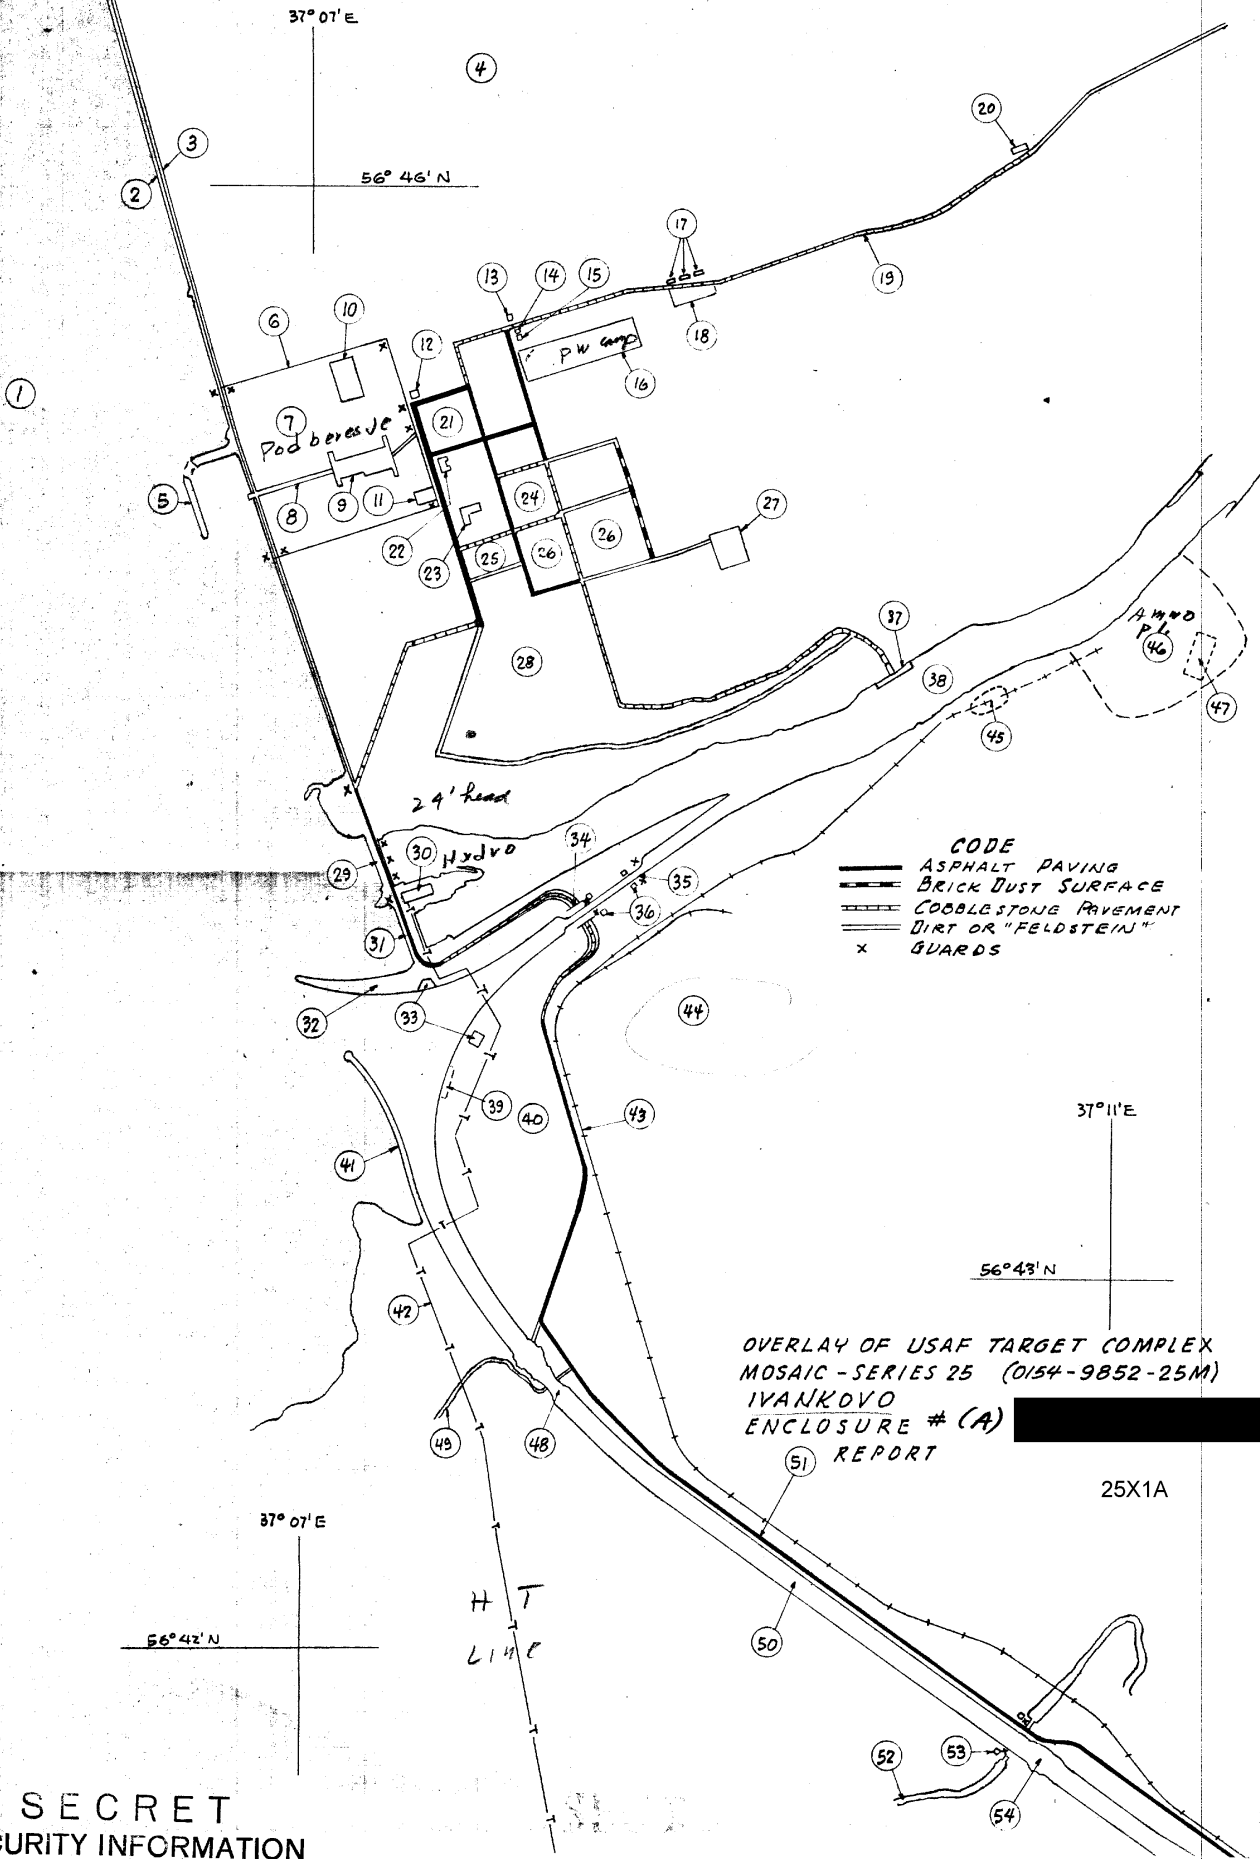 37° 07' E
4
20
3
56° 46' N
2
17
13
14
15
19
6
10
12
18
PW camp
16
1
7
21
Podberesje
5
8
9
11
24
27
22
23
25
26
26
Ammo
46
28
37
38
47
45
24' head
30
Hydro
34
29
35
36
31
32
33
44
CODE
ASPHALT PAVING
BRICK DUST SURFACE
COBBLESTONE PAVEMENT
DIRT OR "FELDSTEIN"
x GUARDS
39
40
43
37° 11' E
41
56° 43' N
42
OVERLAY OF USAF TARGET COMPLEX
MOSAIC - SERIES 25 (0154-9852-25M)
IVANKOVO
ENCLOSURE # (A)
REPORT
49
48
51
25X1A
37° 07' E
H T
Line
50
56° 42' N
52
53
54
SECRET
CURITY INFORMATION